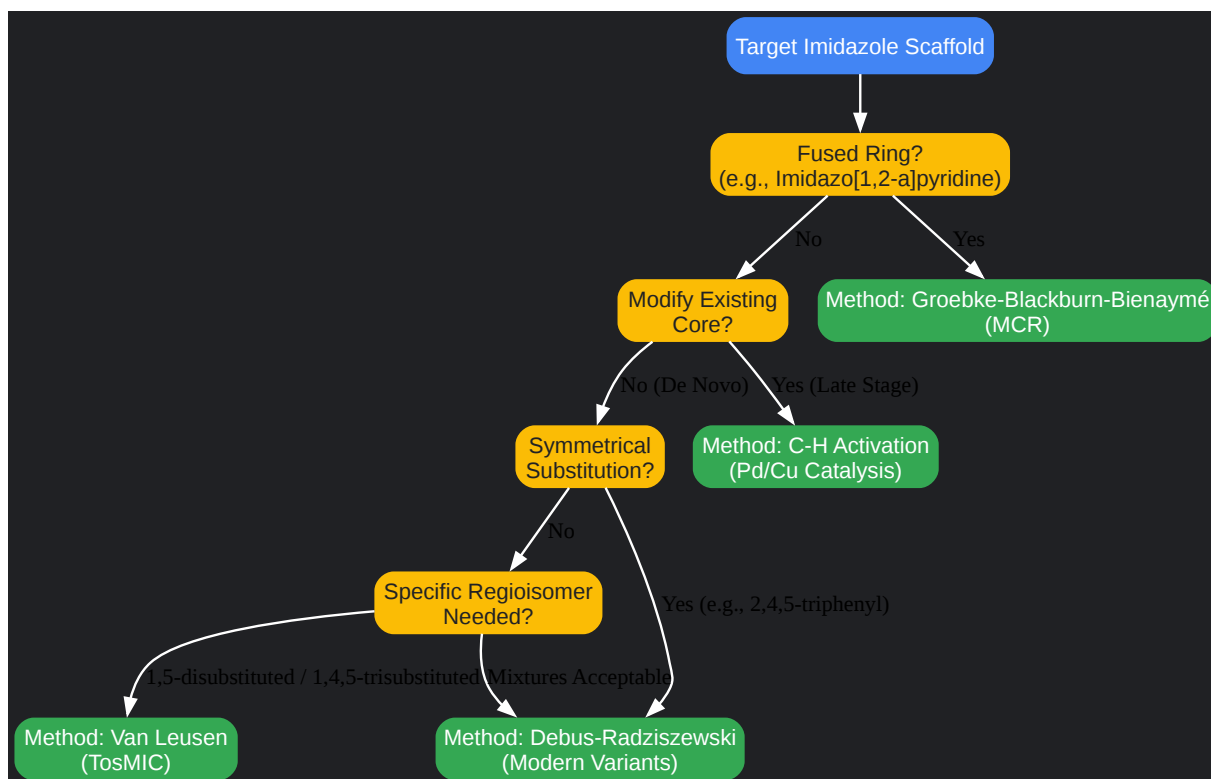 Target Imidazole Scaffold
Fused Ring?
(e.g., Imidazo[1,2-a]pyridine)
No
Yes
Modify Existing
Core?
Method: Groebke-Blackburn-Bienaymé
(MCR)
No (De Novo)
Yes (Late Stage)
Symmetrical
Substitution?
Method: C-H Activation
(Pd/Cu Catalysis)
No
Specific Regioisomer
Needed?
Yes (e.g., 2,4,5-triphenyl)
1,5-disubstituted / 1,4,5-trisubstituted
Mixtures Acceptable
Method: Van Leusen
(TosMIC)
Method: Debus-Radziszewski
(Modern Variants)